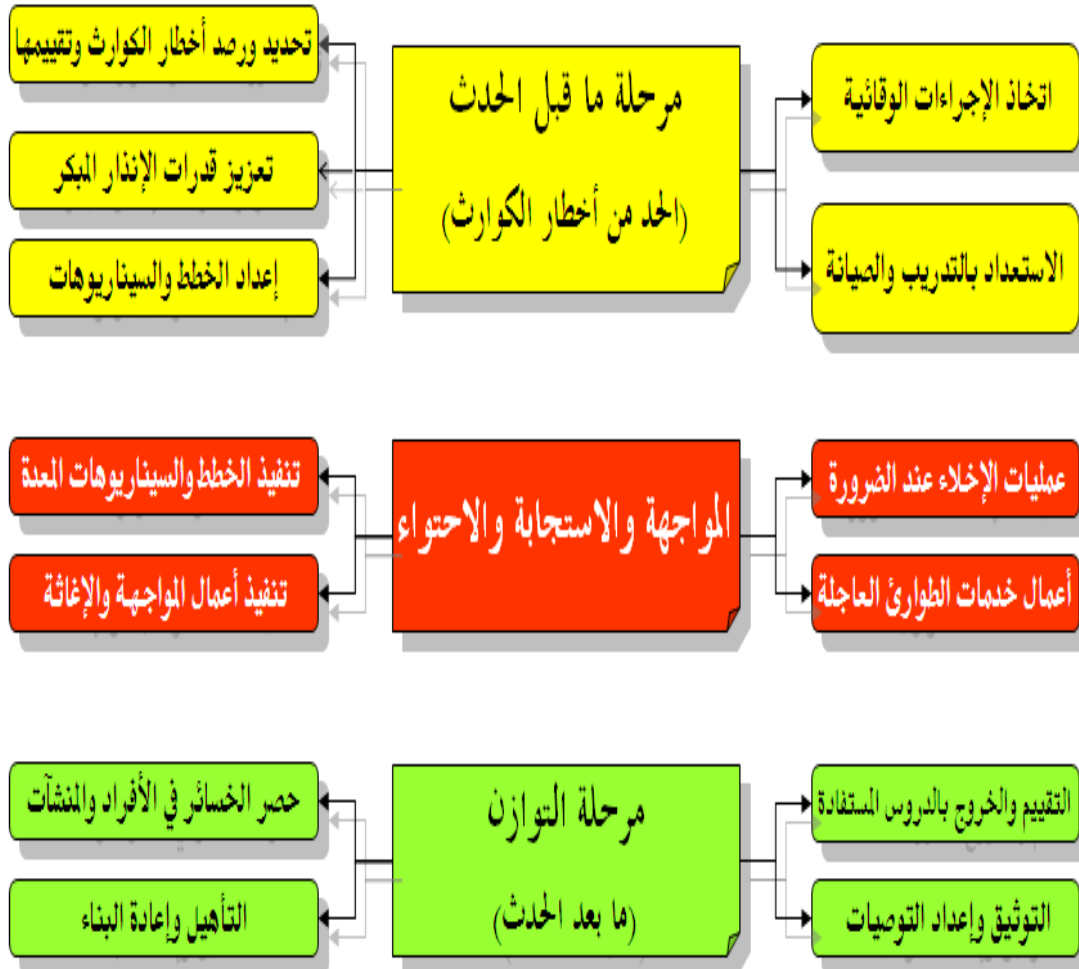 مرحلة ما قبل الحدث
(الحد من أخطار الكوارث)
اتخاذ الإجراءات الوقائية
الاستعداد بالتدريب والصيانة
تحديد ورصد أخطار الكوارث وتقييمها
تعزيز قدرات الإنذار المبكر
إعداد الخطط والسيناريوهات
المواجهة والاستجابة والاحتواء
عمليات الإخلاء عند الضرورة
أعمال خدمات الطوارئ العاجلة
تنفيذ الخطط والسيناريوهات المعدة
تنفيذ أعمال المواجهة والإغاثة
مرحلة التوازن
(ما بعد الحدث)
التقييم والخروج بالدروس المستفادة
التوثيق وإعداد التوصيات
حصر الخسائر في الأفراد والمنشآت
التأهيل وإعادة البناء